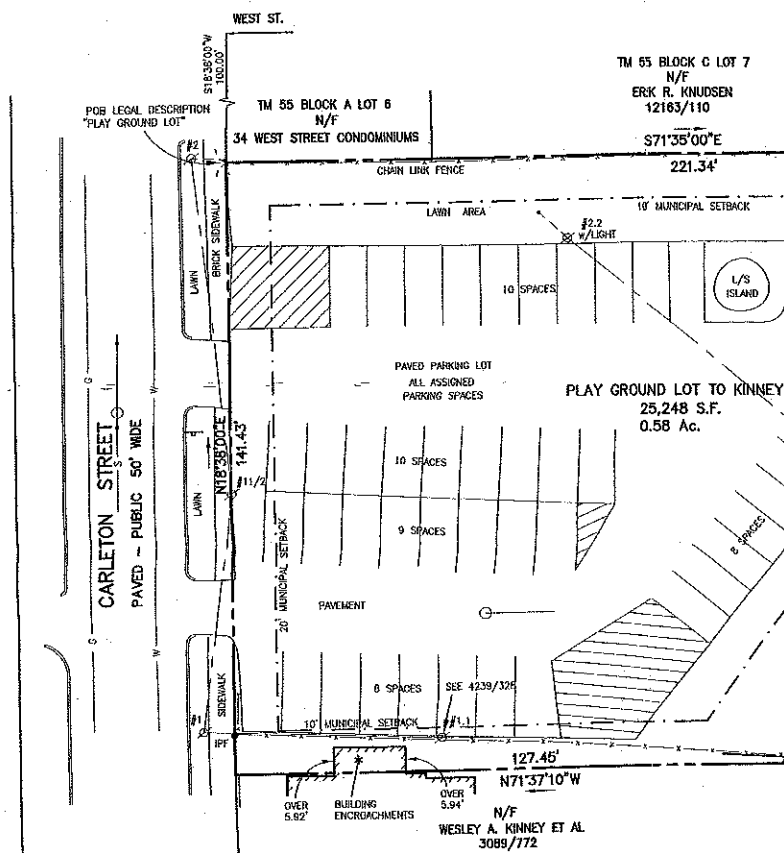 WEST ST.
S18°38'00"W
100.00'
TM 55 BLOCK C LOT 7
N/F
ERIK R. KNUDSEN
12163/110
POB LEGAL DESCRIPTION
"PLAY GROUND LOT"
TM 55 BLOCK A LOT 6
N/F
34 WEST STREET CONDOMINIUMS
S71°35'00"E
221.34'
#2
CHAIN LINK FENCE
LAWN AREA
10' MUNICIPAL SETBACK
#2.2
W/LIGHT
BRICK SIDEWALK
LAWN
10 SPACES
L/S
ISLAND
PAVED PARKING LOT
ALL ASSIGNED
PARKING SPACES
PLAY GROUND LOT TO KINNEY
25,248 S.F.
0.58 Ac.
G
W
S
CARLETON STREET
PAVED - PUBLIC 50' WIDE
N18°38'00"E
141.43'
#11/2
LAWN
10 SPACES
9 SPACES
8 SPACES
20' MUNICIPAL SETBACK
PAVEMENT
G
W
SIDEWALK
#1
IPF
SEE 4239/326
#1.1
10' MUNICIPAL SETBACK
127.45'
N71°37'10"W
OVER
5.92'
BUILDING
ENCROACHMENTS
OVER
5.94'
N/F
WESLEY A. KINNEY ET AL
3089/772